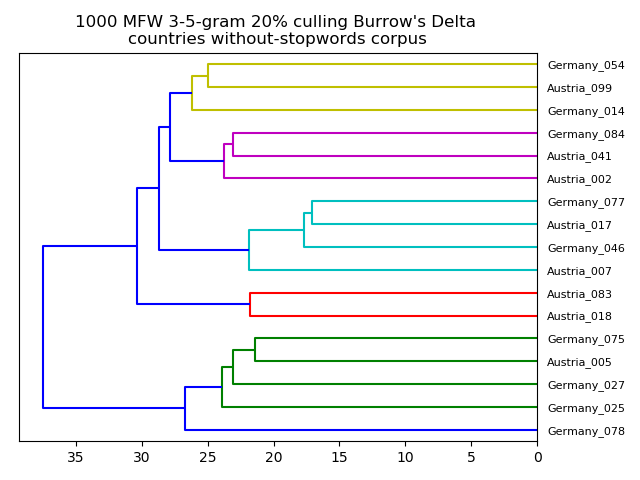 1000 MFW 3-5-gram 20% culling Burrow's Delta
countries without-stopwords corpus
Germany_054
Austria_099
Germany_014
Germany_084
Austria_041
Austria_002
Germany_077
Austria_017
Germany_046
Austria_007
Austria_083
Austria_018
Germany_075
Austria_005
Germany_027
Germany_025
Germany_078
35 30 25 20 15 10 5 0